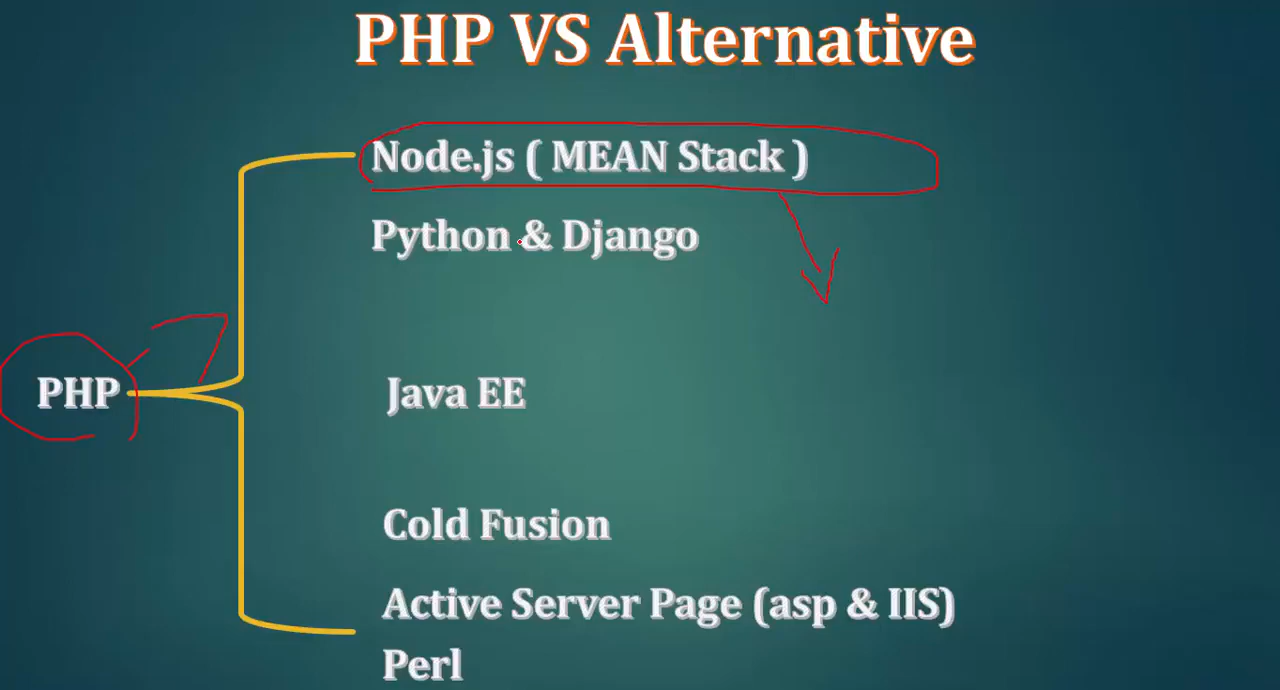 PHP VS Alternative
Node.js ( MEAN Stack )
Python & Django
PHP
Java EE
Cold Fusion
Active Server Page (asp & IIS)
Perl